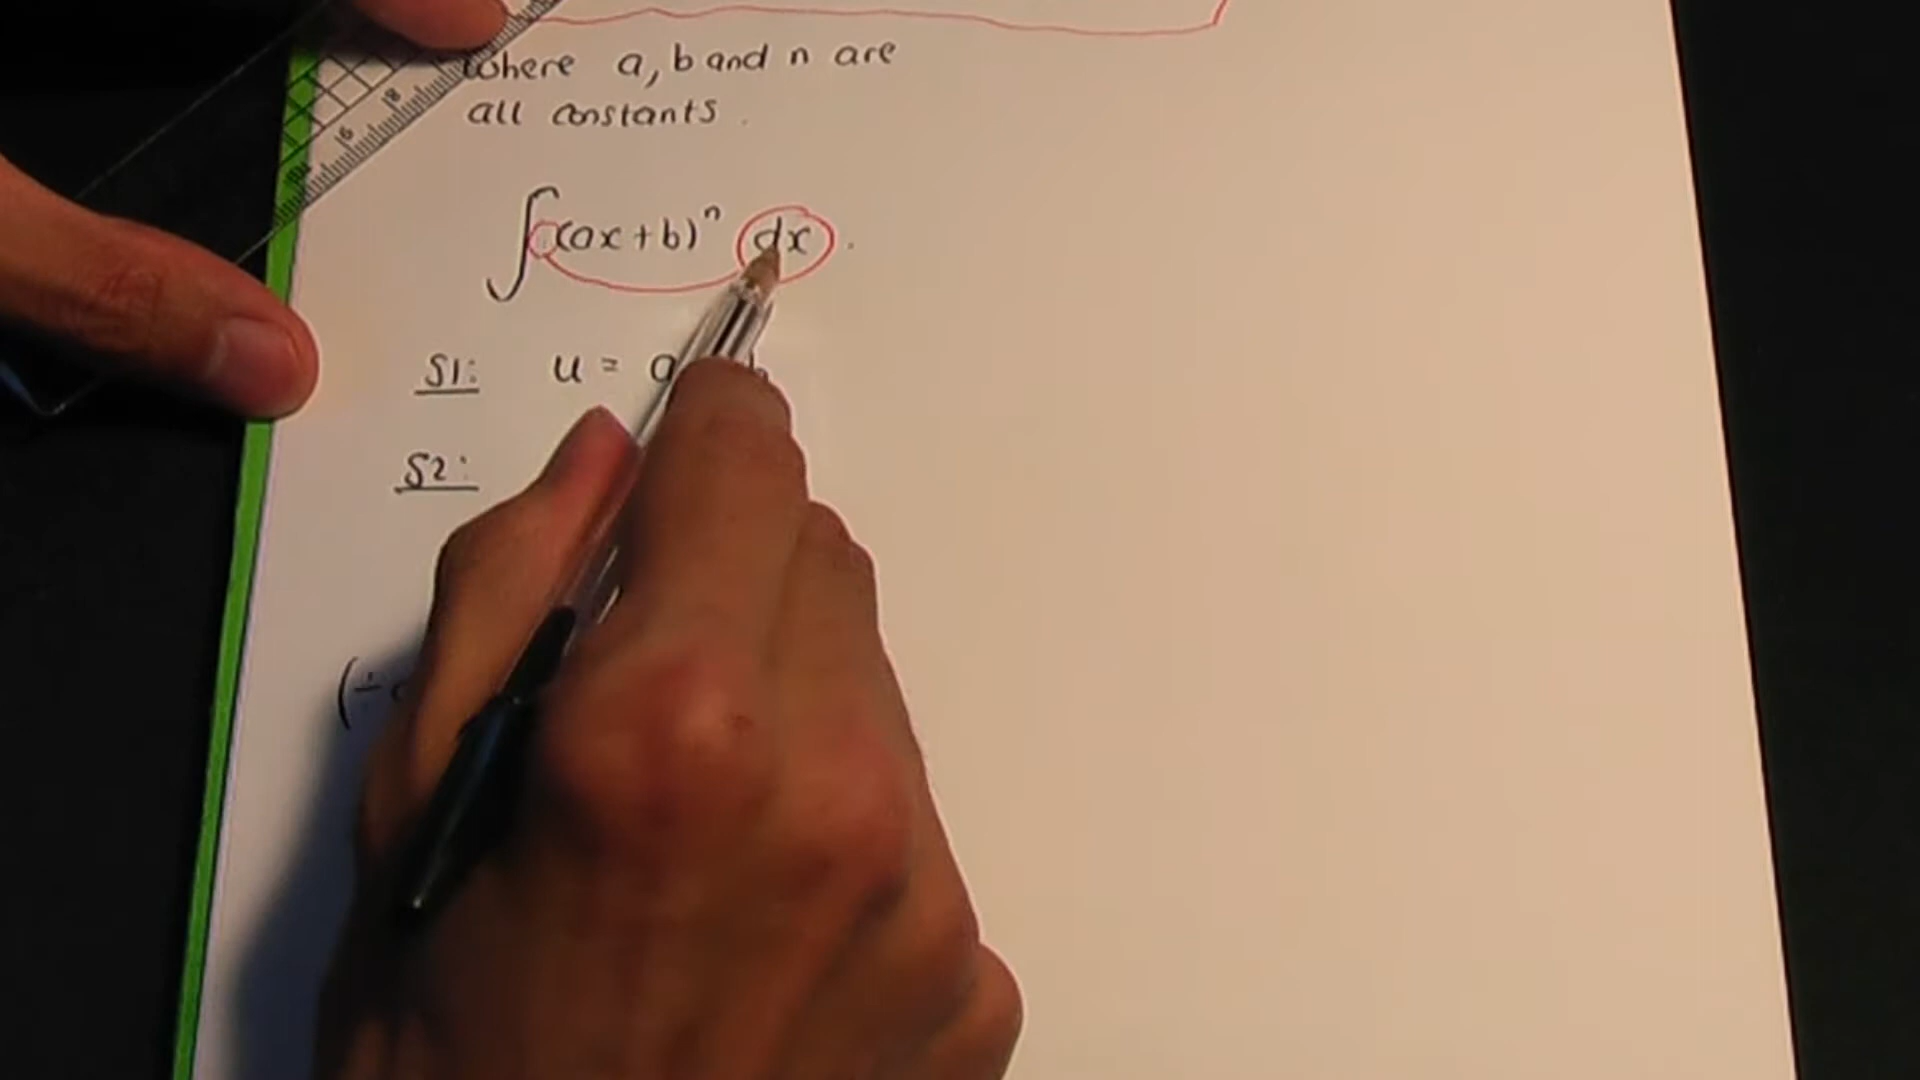 where a, b and n are
all constants.
∫(ax+b)ⁿ dx.
S1: u =
S2:
(÷